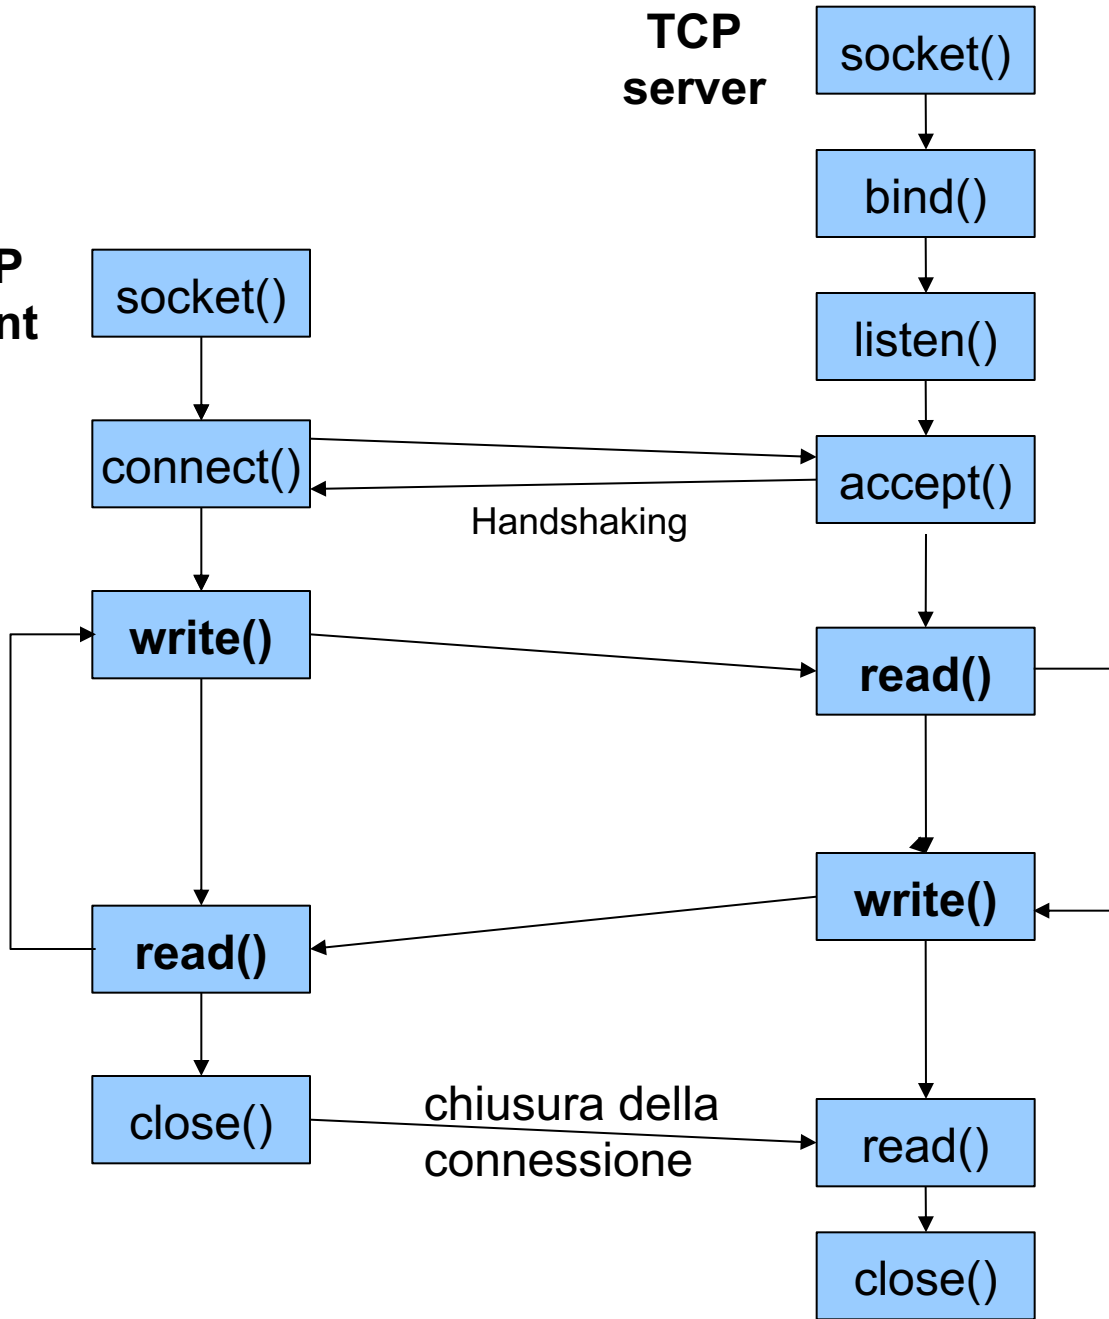 TCP
server
socket()
bind()
listen()
accept()
read()
write()
read()
close()
P
nt
socket()
connect()
write()
read()
close()
Handshaking
chiusura della
connessione